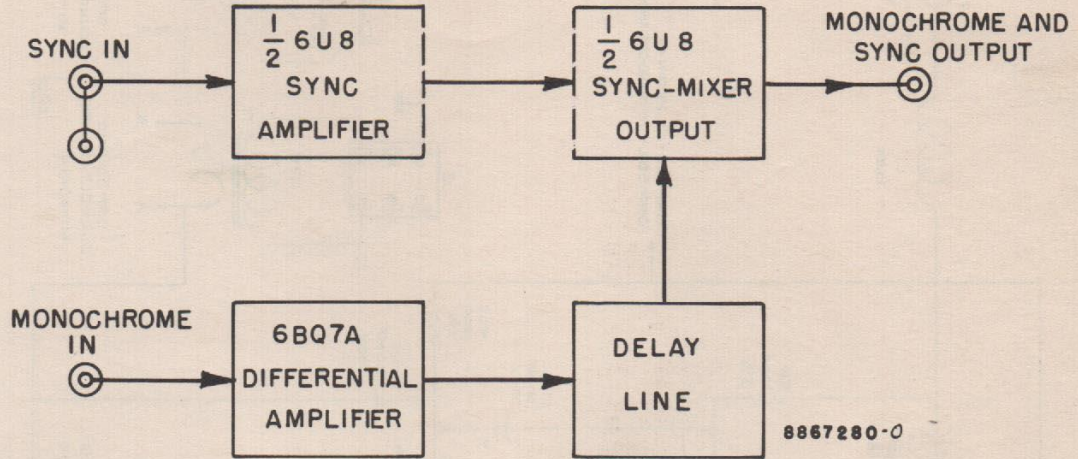 SYNC IN
1/2 6U8
SYNC
AMPLIFIER
1/2 6U8
SYNC-MIXER
OUTPUT
MONOCHROME AND
SYNC OUTPUT
MONOCHROME
IN
6BQ7A
DIFFERENTIAL
AMPLIFIER
DELAY
LINE
8867280-0